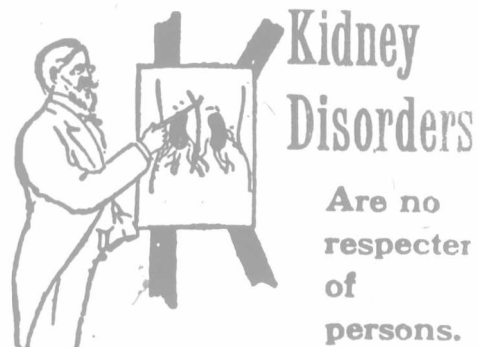 Kidney
Disorders
Are no
respecter
of
persons.